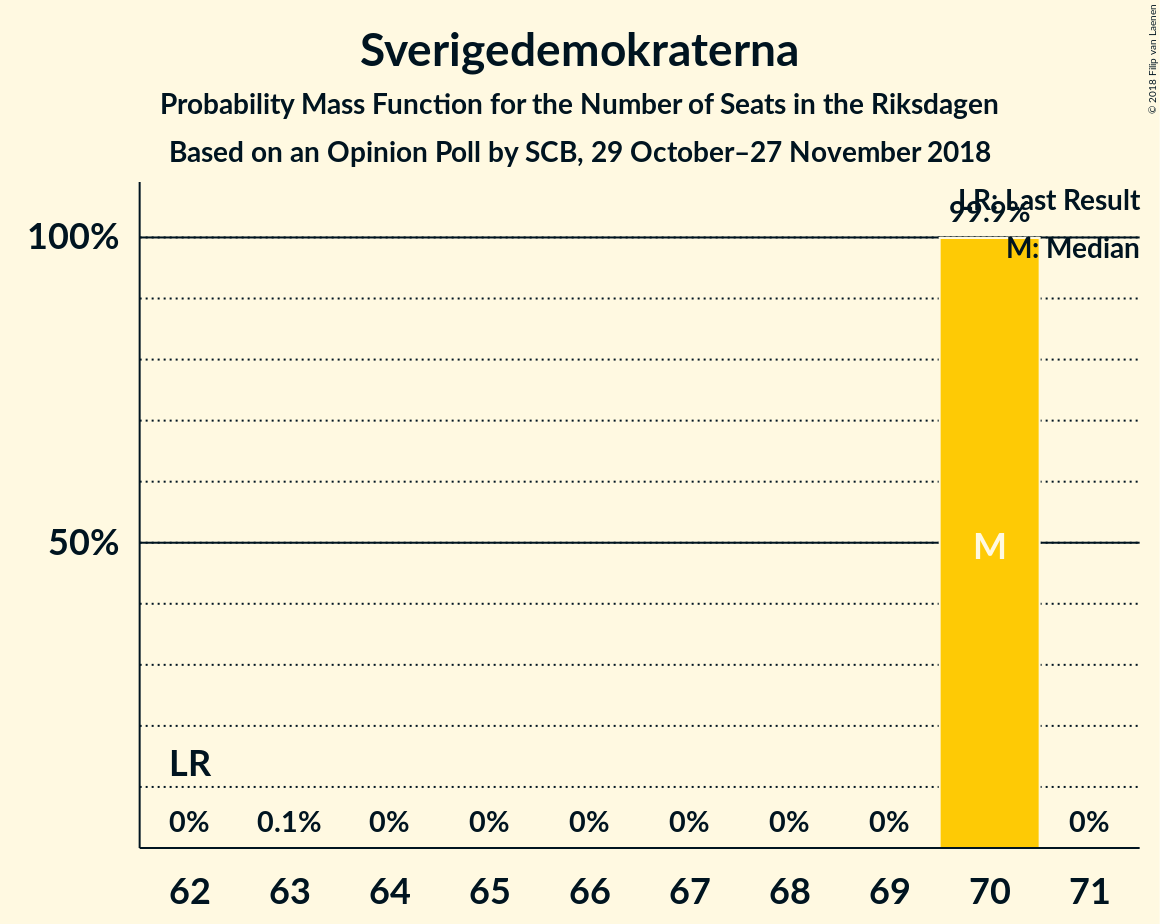 Sverigedemokraterna
Probability Mass Function for the Number of Seats in the Riksdagen
Based on an Opinion Poll by SCB, 29 October–27 November 2018
© 2018 Filip van Laenen
LR: Last Result
99.9%
M: Median
100%
50%
M
LR
0% 0.1% 0% 0% 0% 0% 0% 0% 0%
62 63 64 65 66 67 68 69 70 71